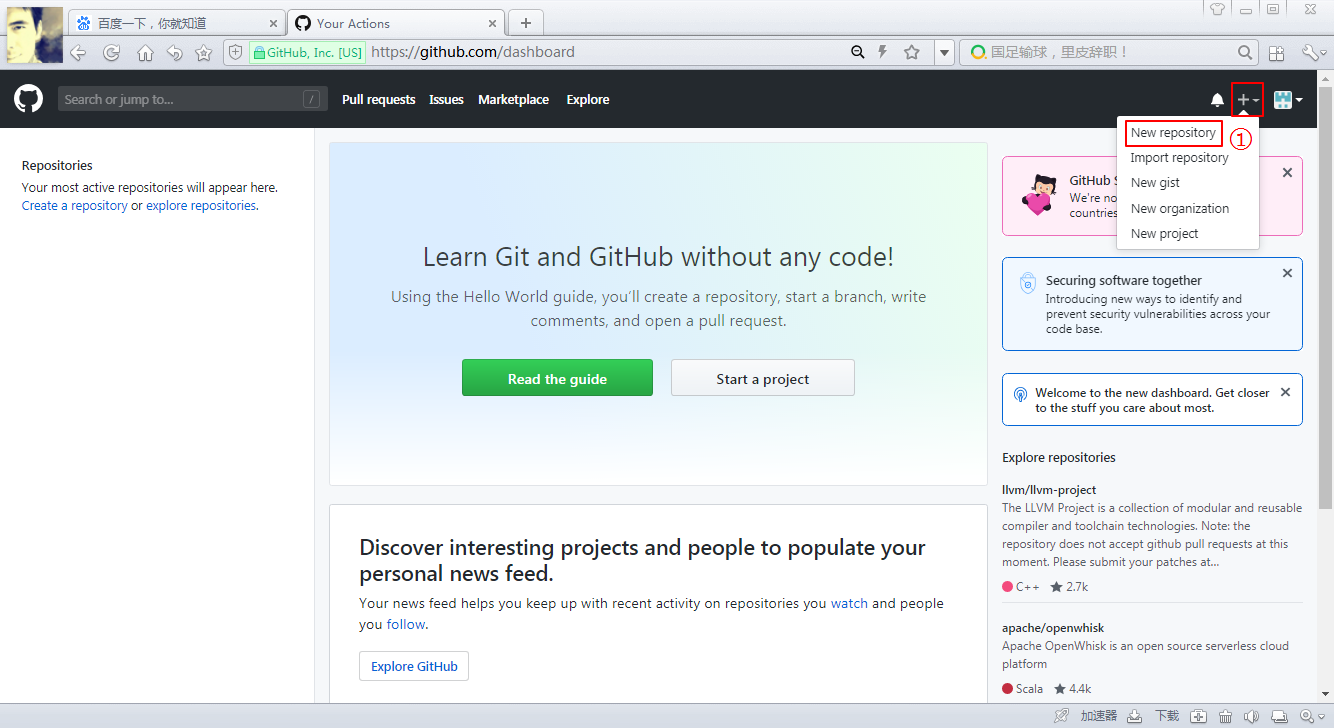 百度一下，你就知道
Your Actions
GitHub, Inc. [US]
https://github.com/dashboard
国足输球，里皮辞职！
Search or jump to...
/
Pull requests
Issues
Marketplace
Explore
New repository
①
Import repository
New gist
New organization
New project
Repositories
Your most active repositories will appear here.
Create a repository or explore repositories.
Learn Git and GitHub without any code!
Using the Hello World guide, you’ll create a repository, start a branch, write
comments, and open a pull request.
Read the guide
Start a project
GitHub S
We're no
countries
Securing software together
Introducing new ways to identify and
prevent security vulnerabilities across your
code base.
Welcome to the new dashboard. Get closer
to the stuff you care about most.
Explore repositories
llvm/llvm-project
The LLVM Project is a collection of modular and reusable
compiler and toolchain technologies. Note: the
repository does not accept github pull requests at this
moment. Please submit your patches at...
C++
2.7k
apache/openwhisk
Apache OpenWhisk is an open source serverless cloud
platform
Scala
4.4k
Discover interesting projects and people to populate your
personal news feed.
Your news feed helps you keep up with recent activity on repositories you watch and people
you follow.
Explore GitHub
加速器
下载